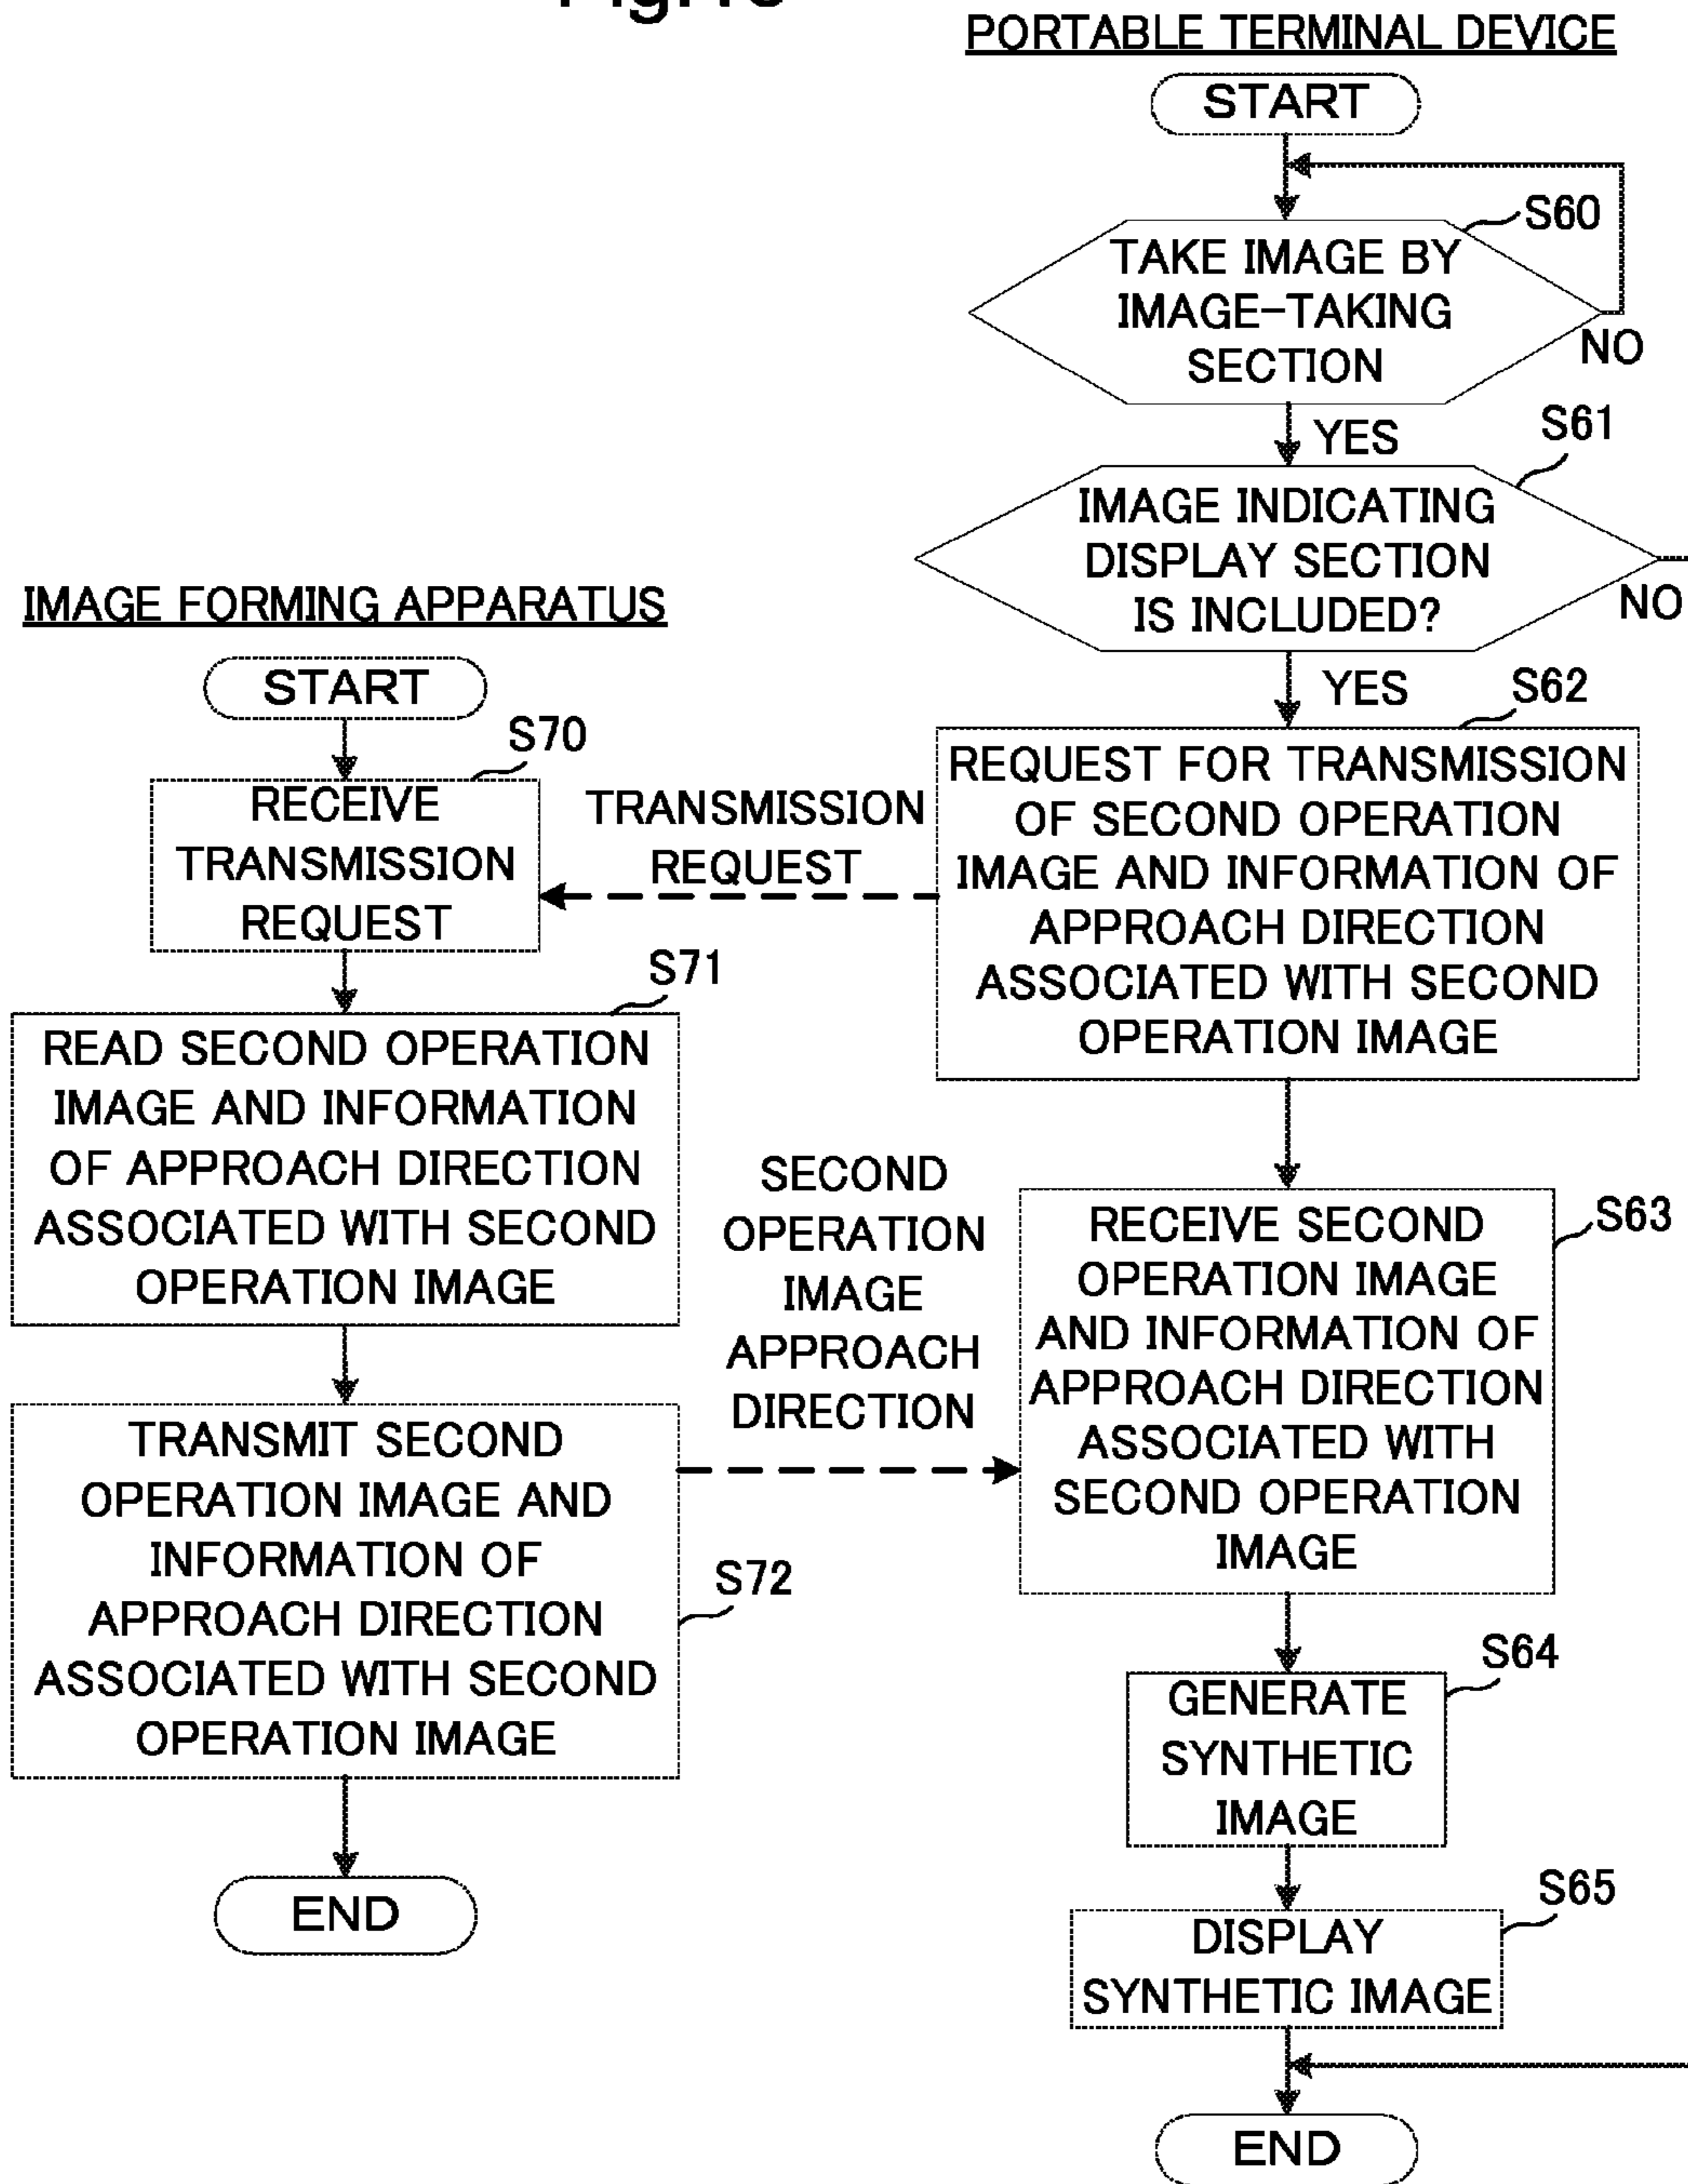 PORTABLE TERMINAL DEVICE
START
S60
TAKE IMAGE BY
IMAGE-TAKING
SECTION
NO
YES
S61
IMAGE INDICATING
DISPLAY SECTION
IS INCLUDED?
NO
YES
S62
REQUEST FOR TRANSMISSION
OF SECOND OPERATION
IMAGE AND INFORMATION OF
APPROACH DIRECTION
ASSOCIATED WITH SECOND
OPERATION IMAGE
TRANSMISSION
REQUEST
IMAGE FORMING APPARATUS
START
S70
RECEIVE
TRANSMISSION
REQUEST
S71
READ SECOND OPERATION
IMAGE AND INFORMATION
OF APPROACH DIRECTION
ASSOCIATED WITH SECOND
OPERATION IMAGE
TRANSMIT SECOND
OPERATION IMAGE AND
INFORMATION OF
APPROACH DIRECTION
ASSOCIATED WITH SECOND
OPERATION IMAGE
S72
END
SECOND
OPERATION
IMAGE
APPROACH
DIRECTION
S63
RECEIVE SECOND
OPERATION IMAGE
AND INFORMATION OF
APPROACH DIRECTION
ASSOCIATED WITH
SECOND OPERATION
IMAGE
S64
GENERATE
SYNTHETIC
IMAGE
S65
DISPLAY
SYNTHETIC IMAGE
END